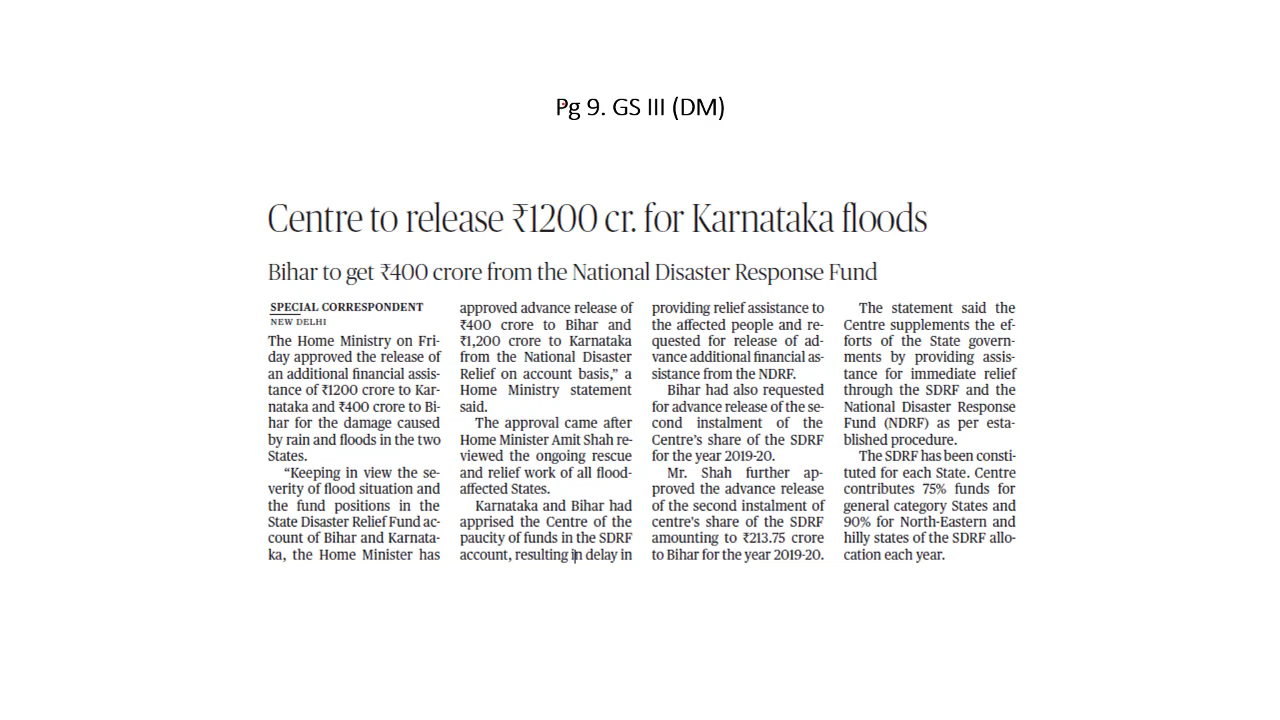 Pg 9. GS III (DM)
Centre to release ₹1200 cr. for Karnataka floods
Bihar to get ₹400 crore from the National Disaster Response Fund
SPECIAL CORRESPONDENT
NEW DELHI
The Home Ministry on Fri-
day approved the release of
an additional financial assis-
tance of ₹1200 crore to Kar-
nataka and ₹400 crore to Bi-
har for the damage caused
by rain and floods in the two
States.
“Keeping in view the se-
verity of flood situation and
the fund positions in the
State Disaster Relief Fund ac-
count of Bihar and Karnata-
ka, the Home Minister has
approved advance release of
₹400 crore to Bihar and
₹1,200 crore to Karnataka
from the National Disaster
Relief on account basis,” a
Home Ministry statement
said.
The approval came after
Home Minister Amit Shah re-
viewed the ongoing rescue
and relief work of all flood-
affected States.
Karnataka and Bihar had
apprised the Centre of the
paucity of funds in the SDRF
account, resulting in delay in
providing relief assistance to
the affected people and re-
quested for release of ad-
vance additional financial as-
sistance from the NDRF.
Bihar had also requested
for advance release of the se-
cond instalment of the
Centre’s share of the SDRF
for the year 2019-20.
Mr. Shah further ap-
proved the advance release
of the second instalment of
centre’s share of the SDRF
amounting to ₹213.75 crore
to Bihar for the year 2019-20.
The statement said the
Centre supplements the ef-
forts of the State govern-
ments by providing assis-
tance for immediate relief
through the SDRF and the
National Disaster Response
Fund (NDRF) as per esta-
blished procedure.
The SDRF has been consti-
tuted for each State. Centre
contributes 75% funds for
general category States and
90% for North-Eastern and
hilly states of the SDRF allo-
cation each year.